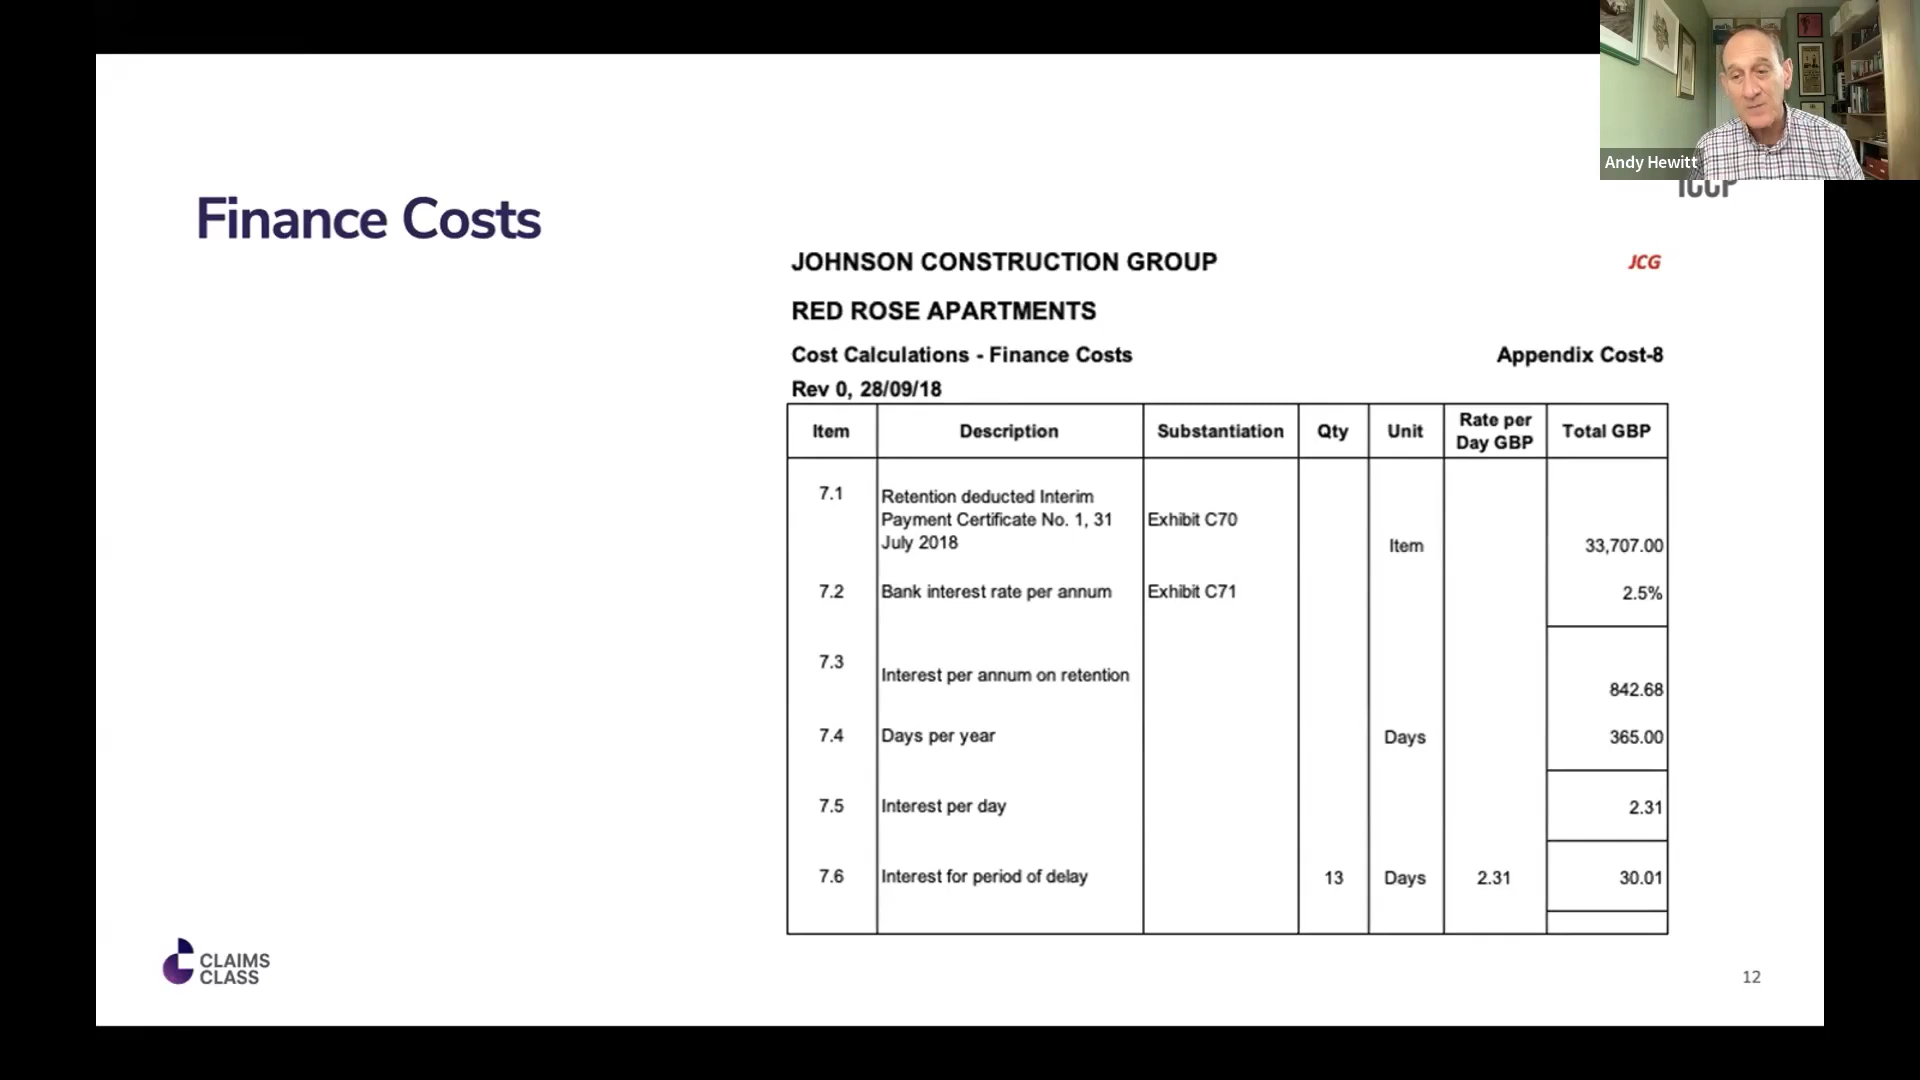 Andy Hewitt
ICCP
Finance Costs
JOHNSON CONSTRUCTION GROUP
JCG
RED ROSE APARTMENTS
Cost Calculations - Finance Costs
Appendix Cost-8
Rev 0, 28/09/18
Item Description Substantiation Qty Unit Rate per Day GBP Total GBP
7.1 Retention deducted Interim
Payment Certificate No. 1, 31 Exhibit C70
July 2018 Item 33,707.00
7.2 Bank interest rate per annum Exhibit C71 2.5%
7.3 Interest per annum on retention 842.68
7.4 Days per year Days 365.00
7.5 Interest per day 2.31
7.6 Interest for period of delay 13 Days 2.31 30.01
CLAIMS
CLASS
12